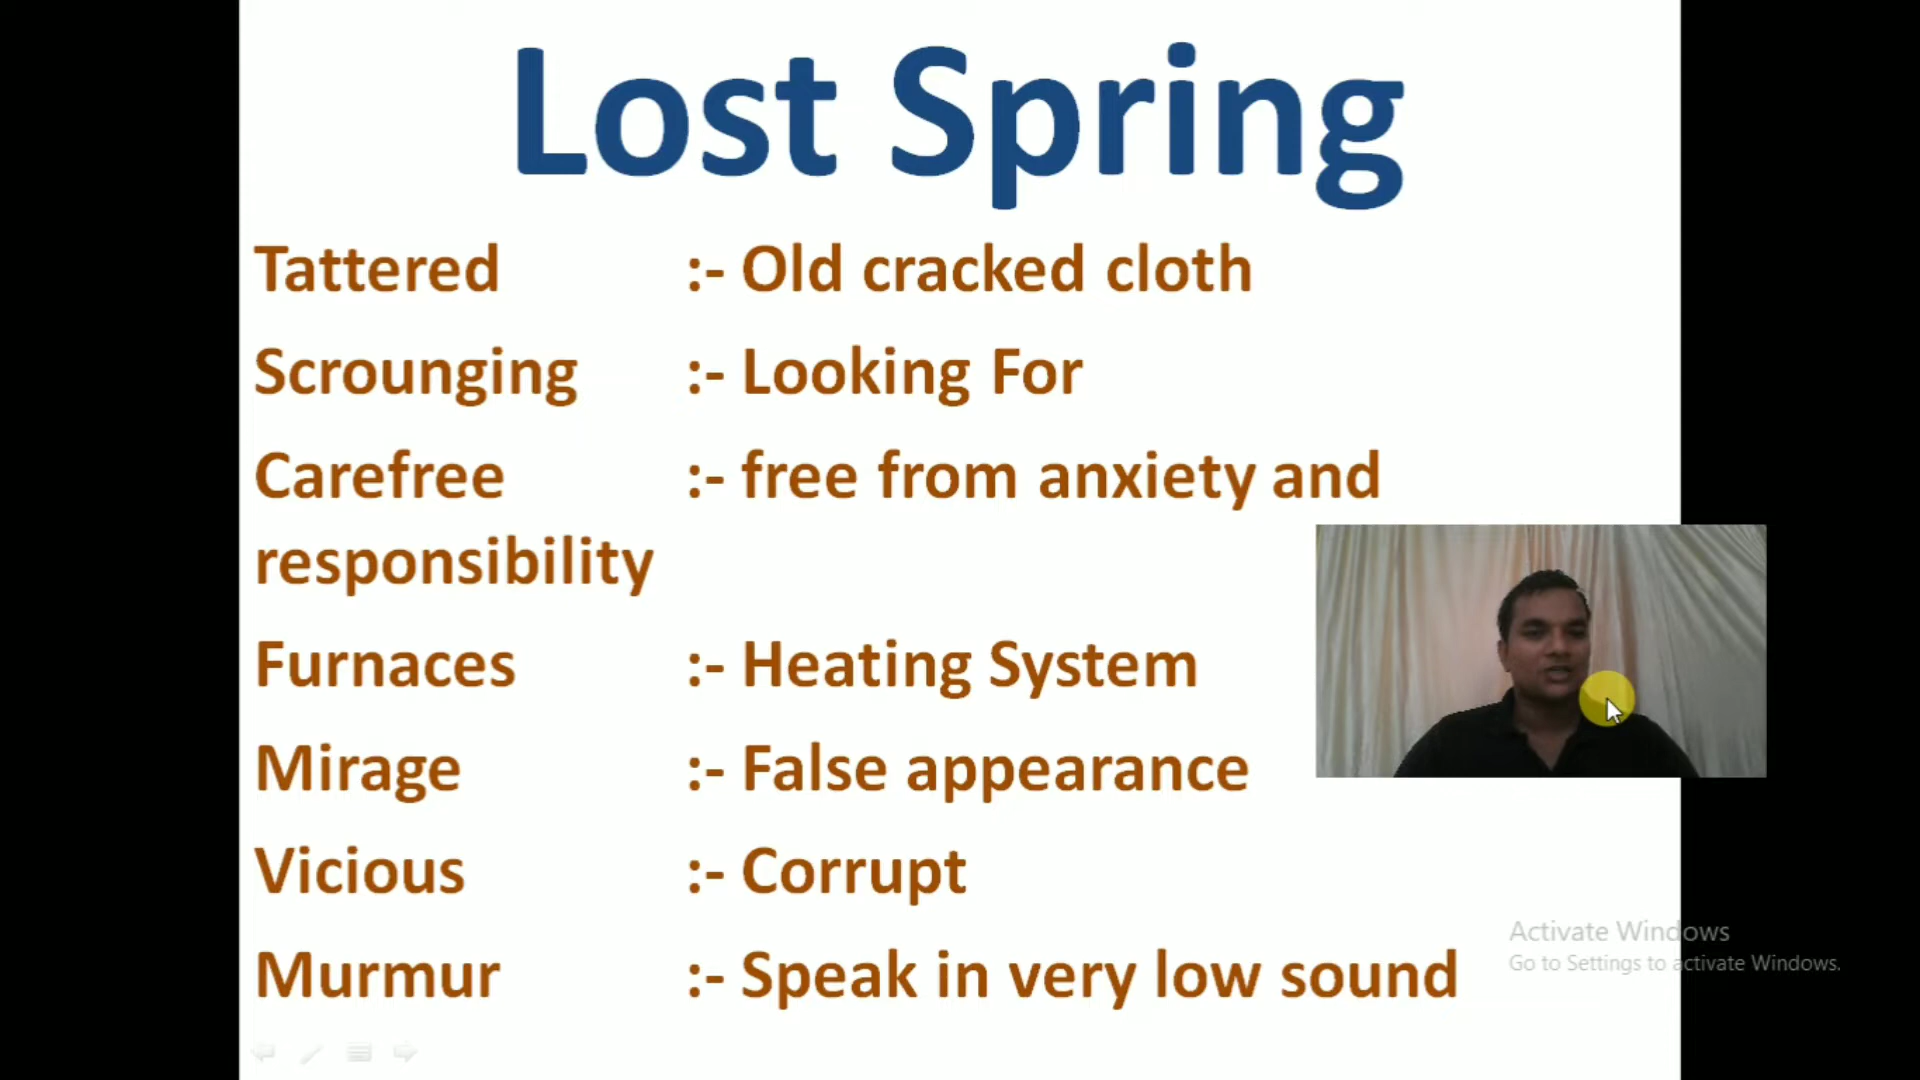 Lost Spring
Tattered :- Old cracked cloth
Scrounging :- Looking For
Carefree :- free from anxiety and
responsibility
Furnaces :- Heating System
Mirage :- False appearance
Vicious :- Corrupt
Murmur :- Speak in very low sound
Activate Windows
Go to Settings to activate Windows.